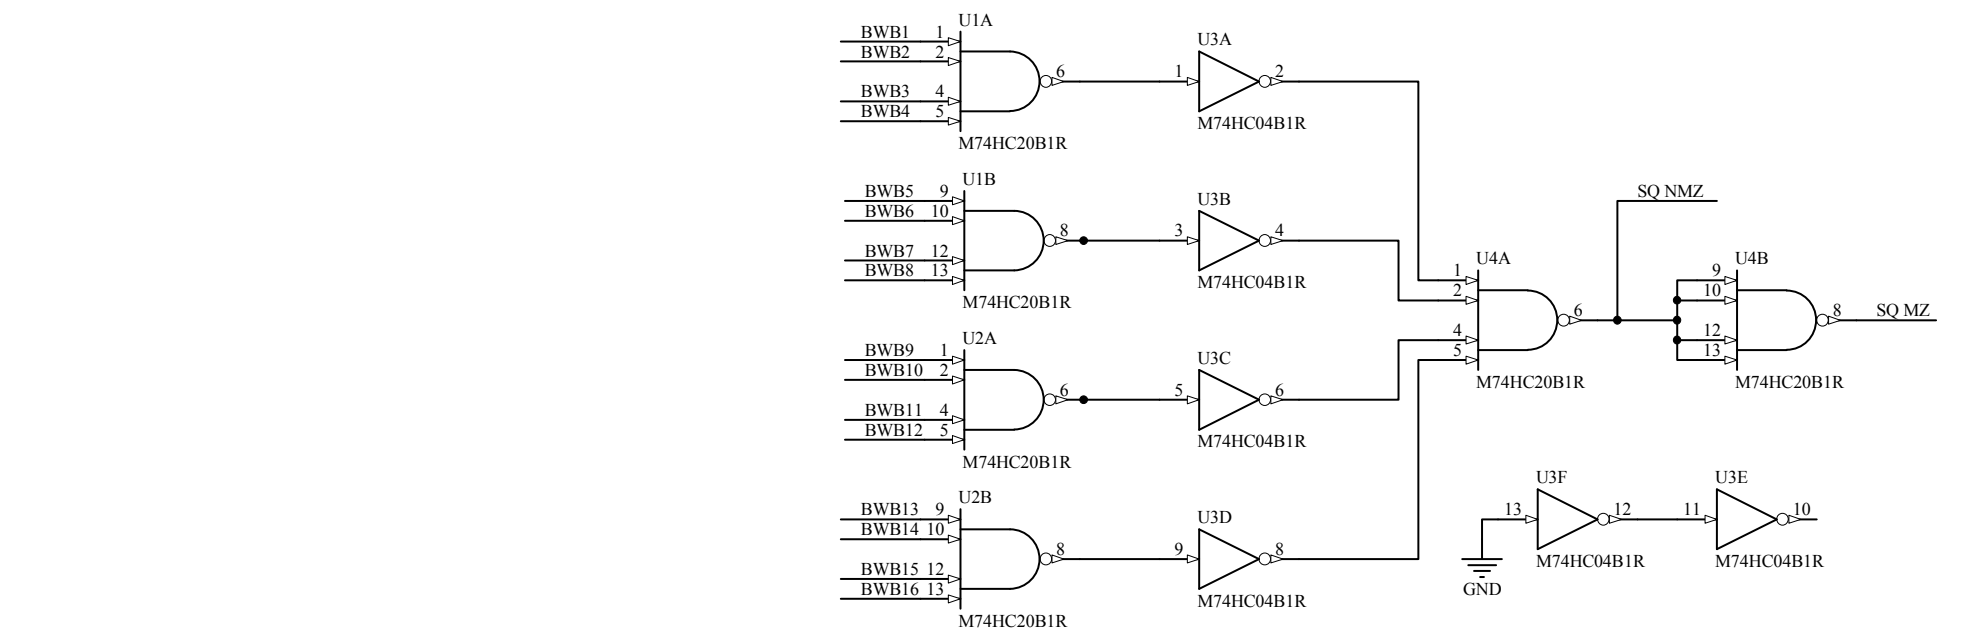 U1A
BWB1 1
BWB2 2
BWB3 4
BWB4 5
6
M74HC20B1R
U3A
1 2
M74HC04B1R
U1B
BWB5 9
BWB6 10
BWB7 12
BWB8 13
8
M74HC20B1R
U3B
3 4
M74HC04B1R
U2A
BWB9 1
BWB10 2
BWB11 4
BWB12 5
6
M74HC20B1R
U3C
5 6
M74HC04B1R
U2B
BWB13 9
BWB14 10
BWB15 12
BWB16 13
8
M74HC20B1R
U3D
9 8
M74HC04B1R
U4A
1
2
4
5
6
M74HC20B1R
SQ NMZ
U4B
9
10
12
13
8
M74HC20B1R
SQ MZ
U3F
13 12
M74HC04B1R
GND
U3E
11 10
M74HC04B1R